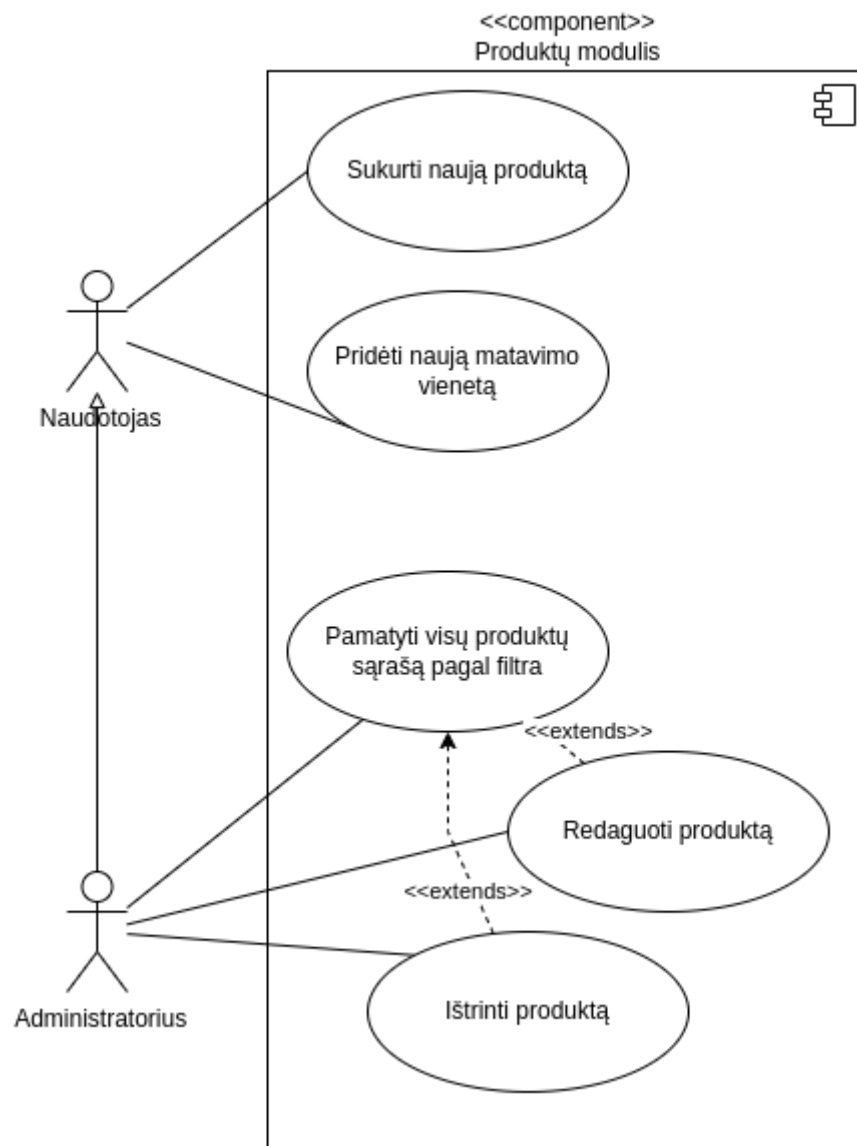 <<component>>
Produktų modulis
Sukurti naują produktą
Pridėti naują matavimo
vienetą
Naudotojas
Pamatyti visų produktų
sąrašą pagal filtra
<<extends>>
Redaguoti produktą
<<extends>>
Ištrinti produktą
Administratorius